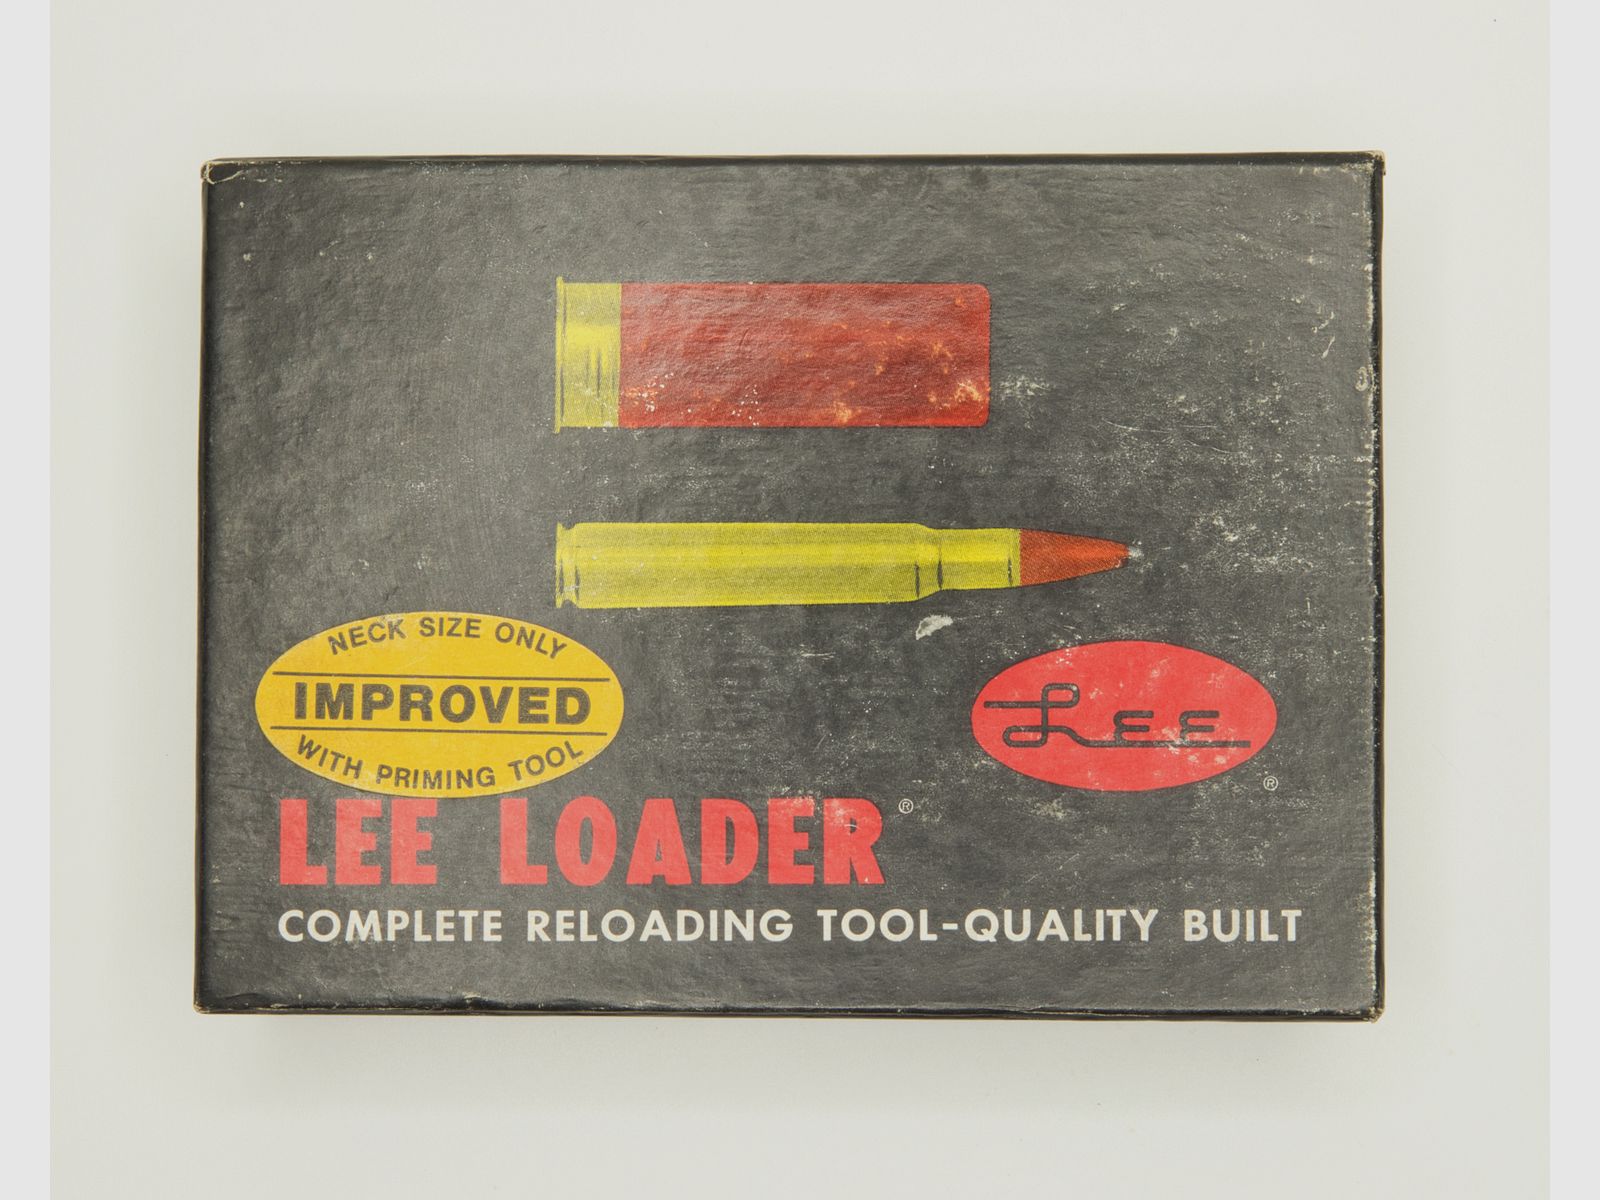 NECK SIZE ONLY
IMPROVED
WITH PRIMING TOOL
Lee
®
LEE LOADER®
COMPLETE RELOADING TOOL-QUALITY BUILT